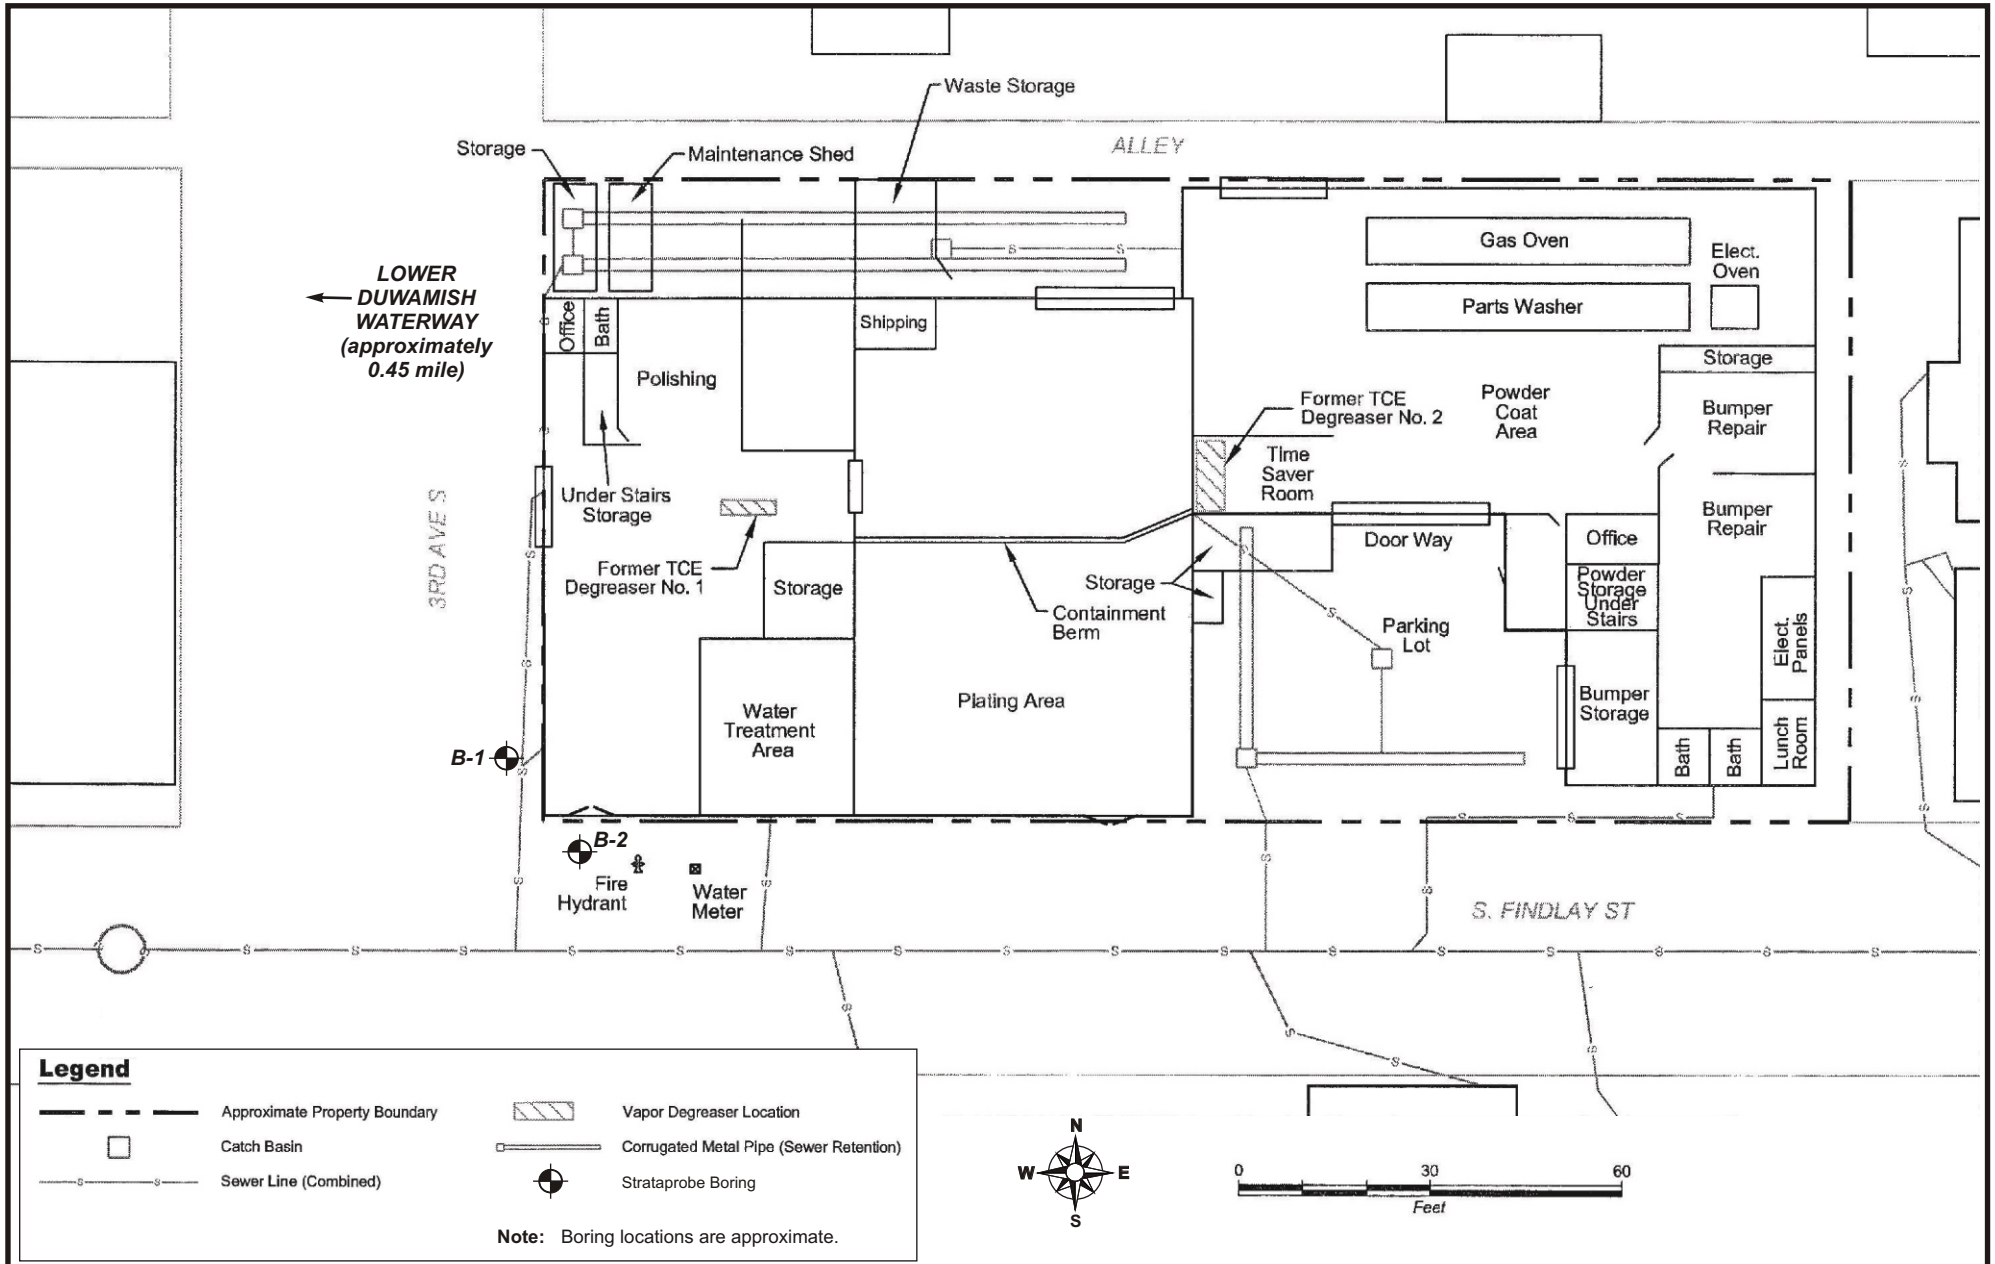 Waste Storage
ALLEY
Storage
Maintenance Shed
LOWER
DUWAMISH
WATERWAY
(approximately
0.45 mile)
Gas Oven
Elect.
Oven
Parts Washer
Office
Bath
Shipping
Polishing
Storage
Former TCE
Degreaser No. 2
Powder
Coat
Area
Bumper
Repair
Time
Saver
Room
3RD AVE S
Under Stairs
Storage
Bumper
Repair
Door Way
Office
Former TCE
Degreaser No. 1
Storage
Storage
Containment
Berm
Powder
Storage
Under
Stairs
Parking
Lot
Elect.
Panels
Water
Treatment
Area
Plating Area
Bumper
Storage
Bath
Bath
Lunch
Room
B-1
B-2
Fire
Hydrant
Water
Meter
S. FINDLAY ST
S S S S S S S S S S S S S S S S S
Legend
Approximate Property Boundary
Vapor Degreaser Location
Catch Basin
Corrugated Metal Pipe (Sewer Retention)
Sewer Line (Combined)
Strataprobe Boring
Note: Boring locations are approximate.
N
W E
S
0 30 60
Feet